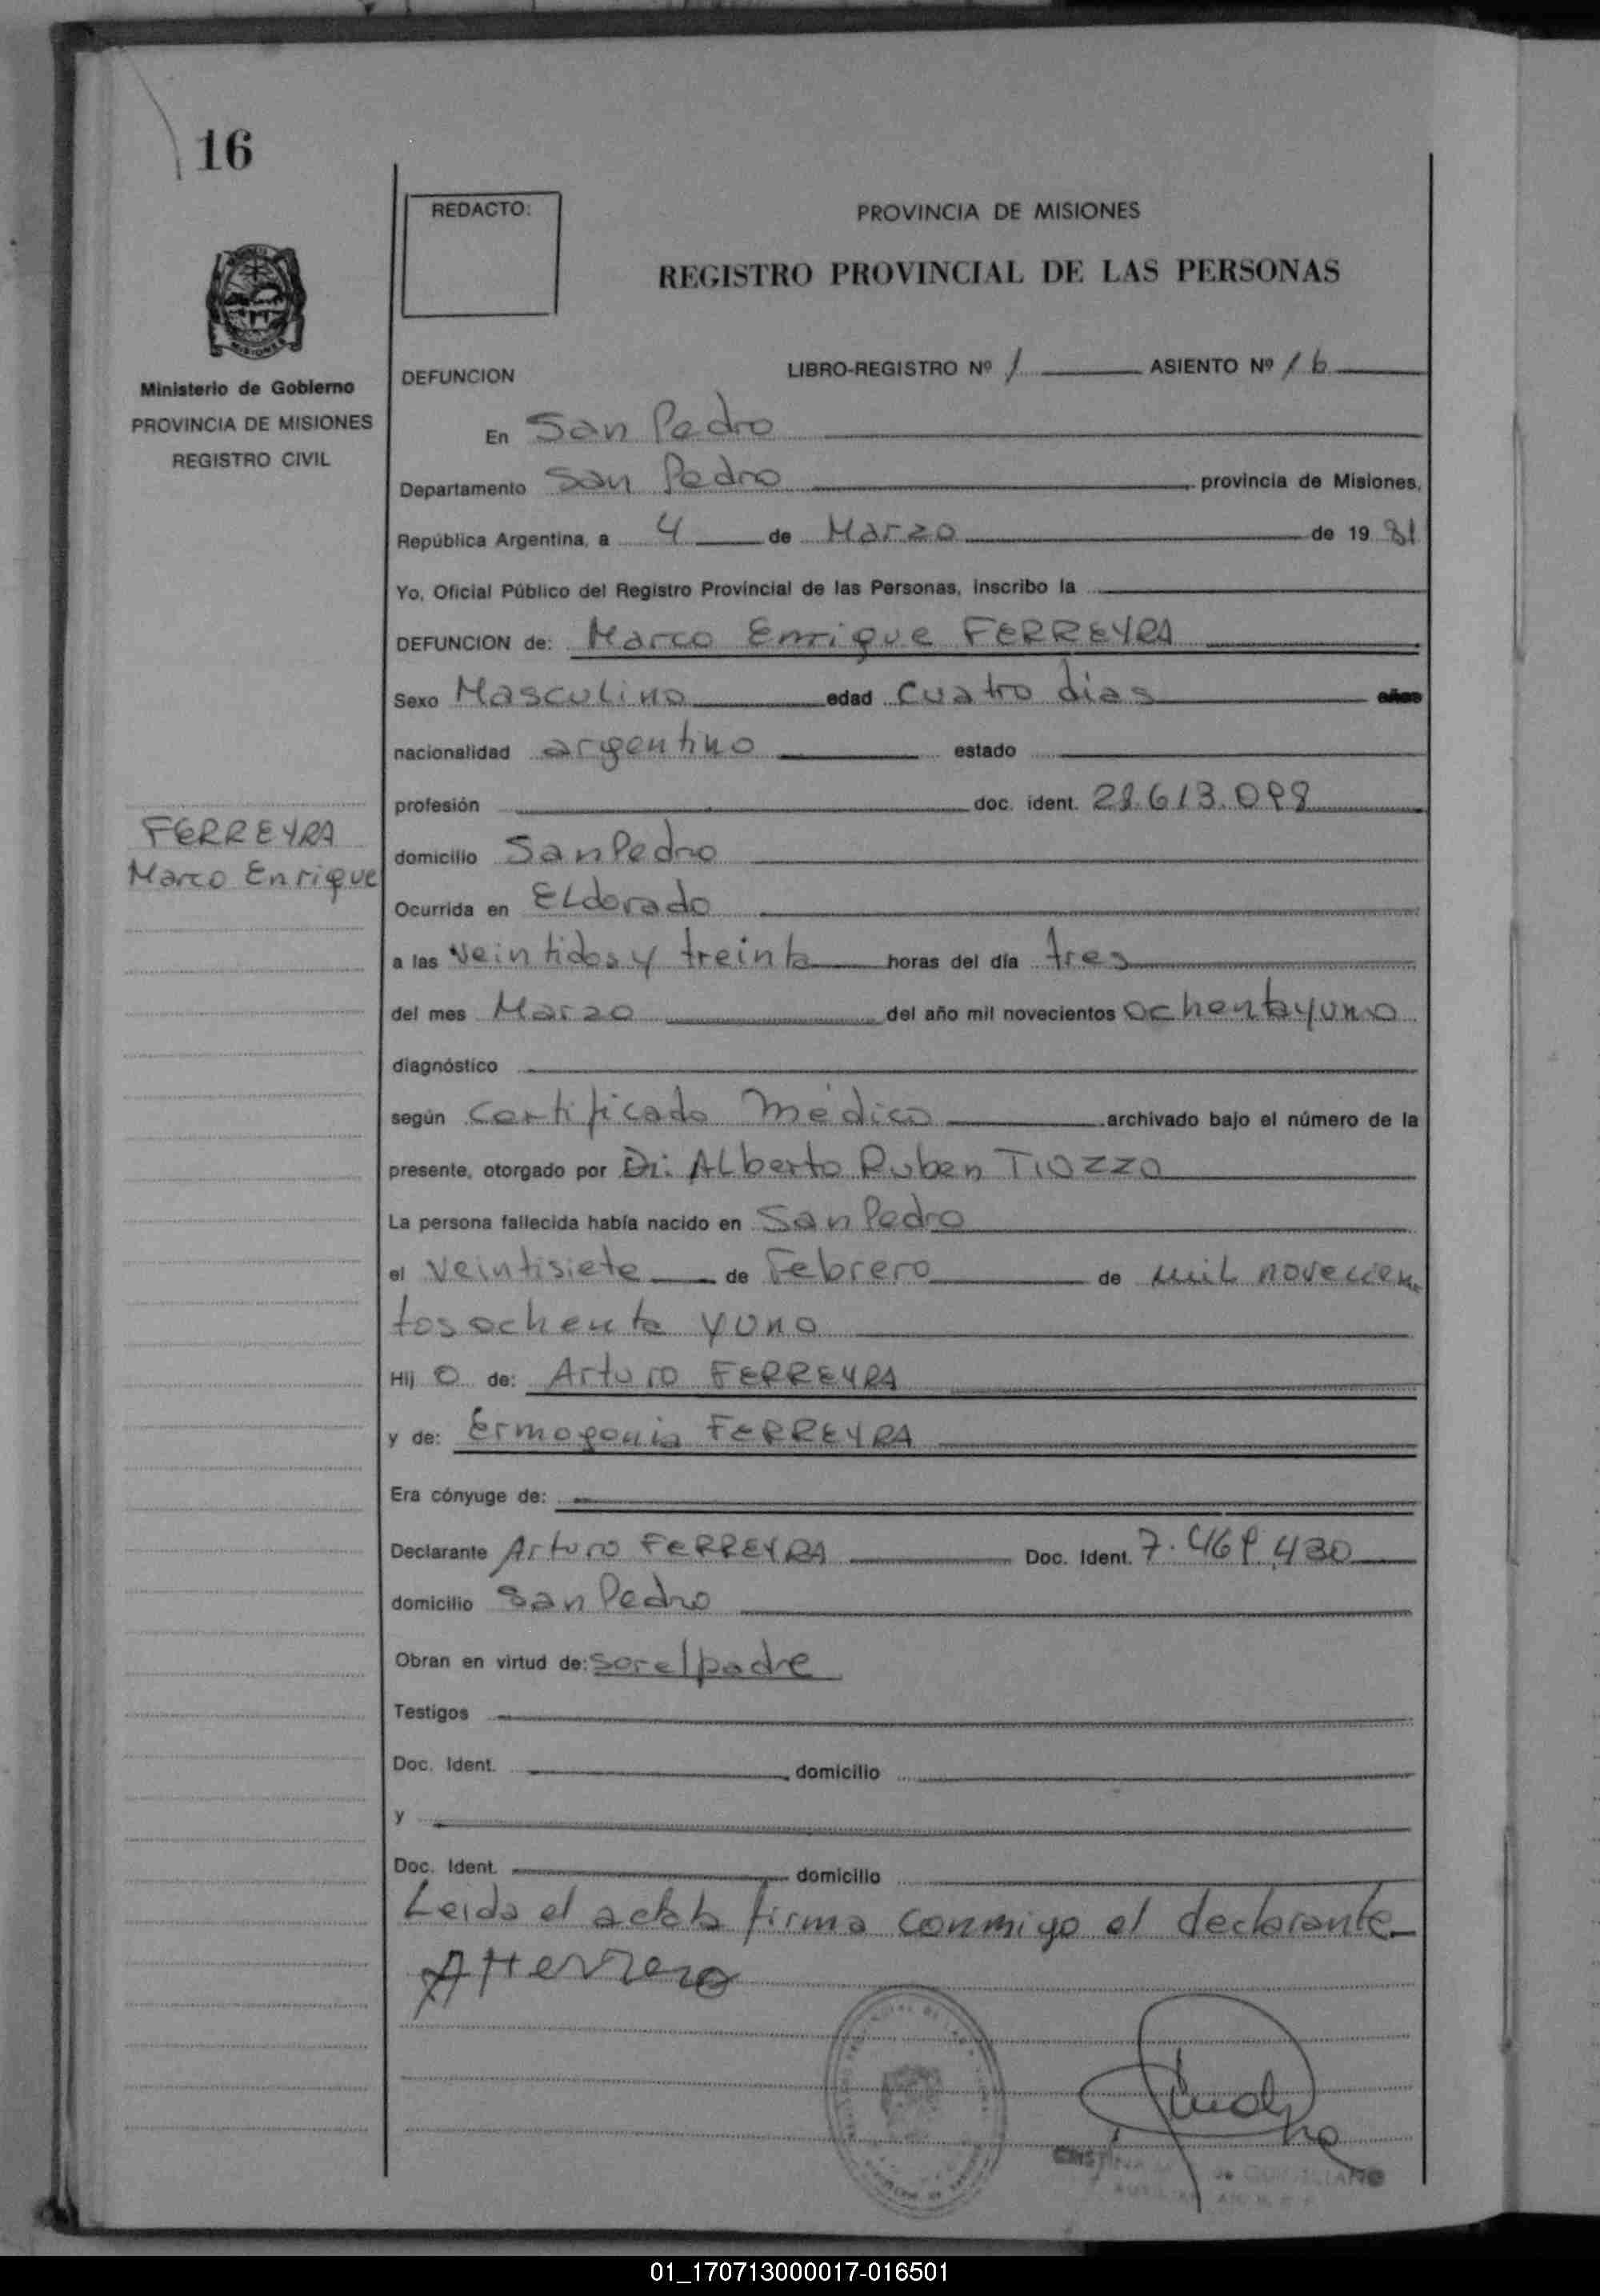 16
REDACTO:
PROVINCIA DE MISIONES
REGISTRO PROVINCIAL DE LAS PERSONAS
MISIONES
Ministerio de Gobierno
PROVINCIA DE MISIONES
REGISTRO CIVIL
DEFUNCION LIBRO-REGISTRO Nº 1 ASIENTO Nº 16
En San Pedro
Departamento San Pedro provincia de Misiones,
República Argentina, a 4 de Marzo de 19 81
Yo, Oficial Público del Registro Provincial de las Personas, inscribo la
DEFUNCION de: Marco Enrique FERREYRA
Sexo Masculino edad cuatro dias años
nacionalidad argentino estado
profesión doc. ident. 28.613.098
FERREYRA
Marco Enrique
domicilio San Pedro
Ocurrida en ELdorado
a las veintidos y treinta horas del día tres
del mes Marzo del año mil novecientos ochenta y uno
diagnóstico
según Certificado Médico archivado bajo el número de la
presente, otorgado por Dr. ALberto Ruben TIOZZO
La persona fallecida había nacido en San Pedro
el veintisiete de Febrero de mil novecien
tos ochenta y uno
Hij o de: Arturo FERREYRA
y de: Ermogenia FERREYRA
Era cónyuge de:
Declarante Arturo FERREYRA Doc. Ident. 7.469.430
domicilio San Pedro
Obran en virtud de: ser el padre
Testigos
Doc. Ident. domicilio
y
Doc. Ident. domicilio
Leida el acta la firma conmigo el declarante
CRISTINA
01_170713000017-016501